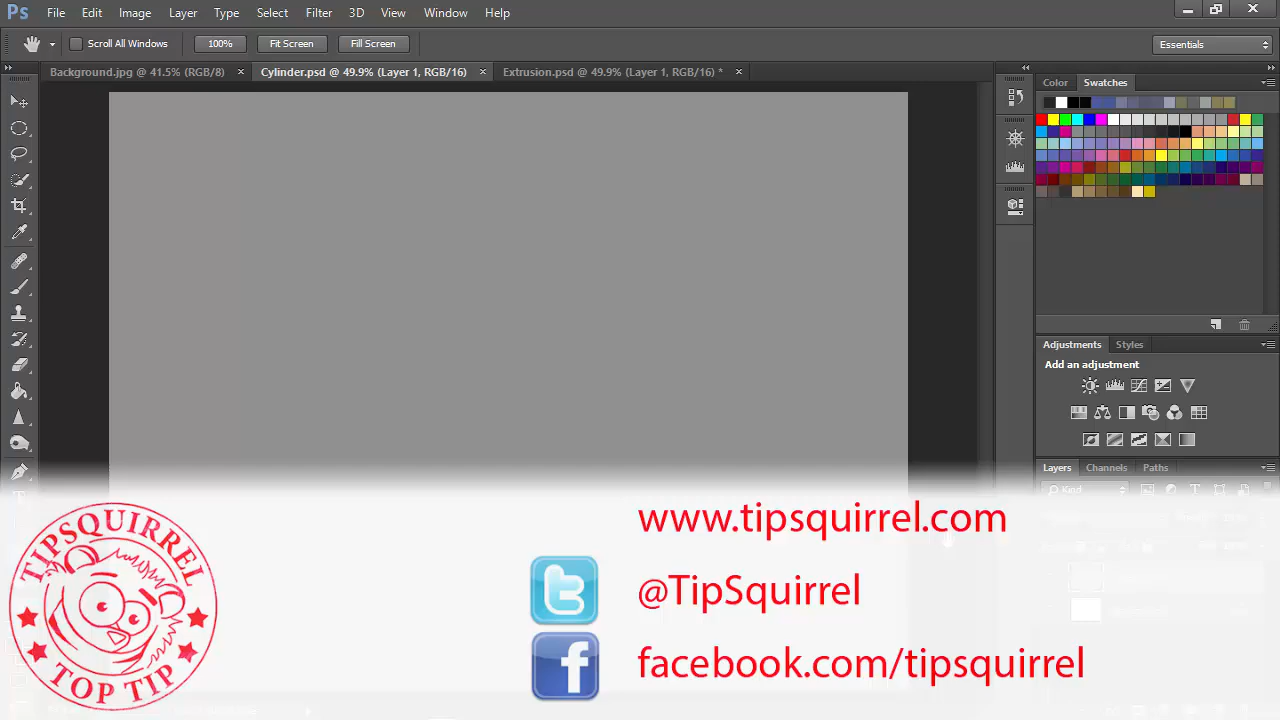 Ps File Edit Image Layer Type Select Filter 3D View Window Help
Scroll All Windows 100% Fit Screen Fill Screen Essentials
Background.jpg @ 41.5% (RGB/8) × Cylinder.psd @ 49.9% (Layer 1, RGB/16) × Extrusion.psd @ 49.9% (Layer 1, RGB/16) * ×
Color Swatches
Adjustments Styles
Add an adjustment
Layers Channels Paths
Kind
www.tipsquirrel.com
@TipSquirrel
facebook.com/tipsquirrel
TIPSQUIRREL
TOP TIP